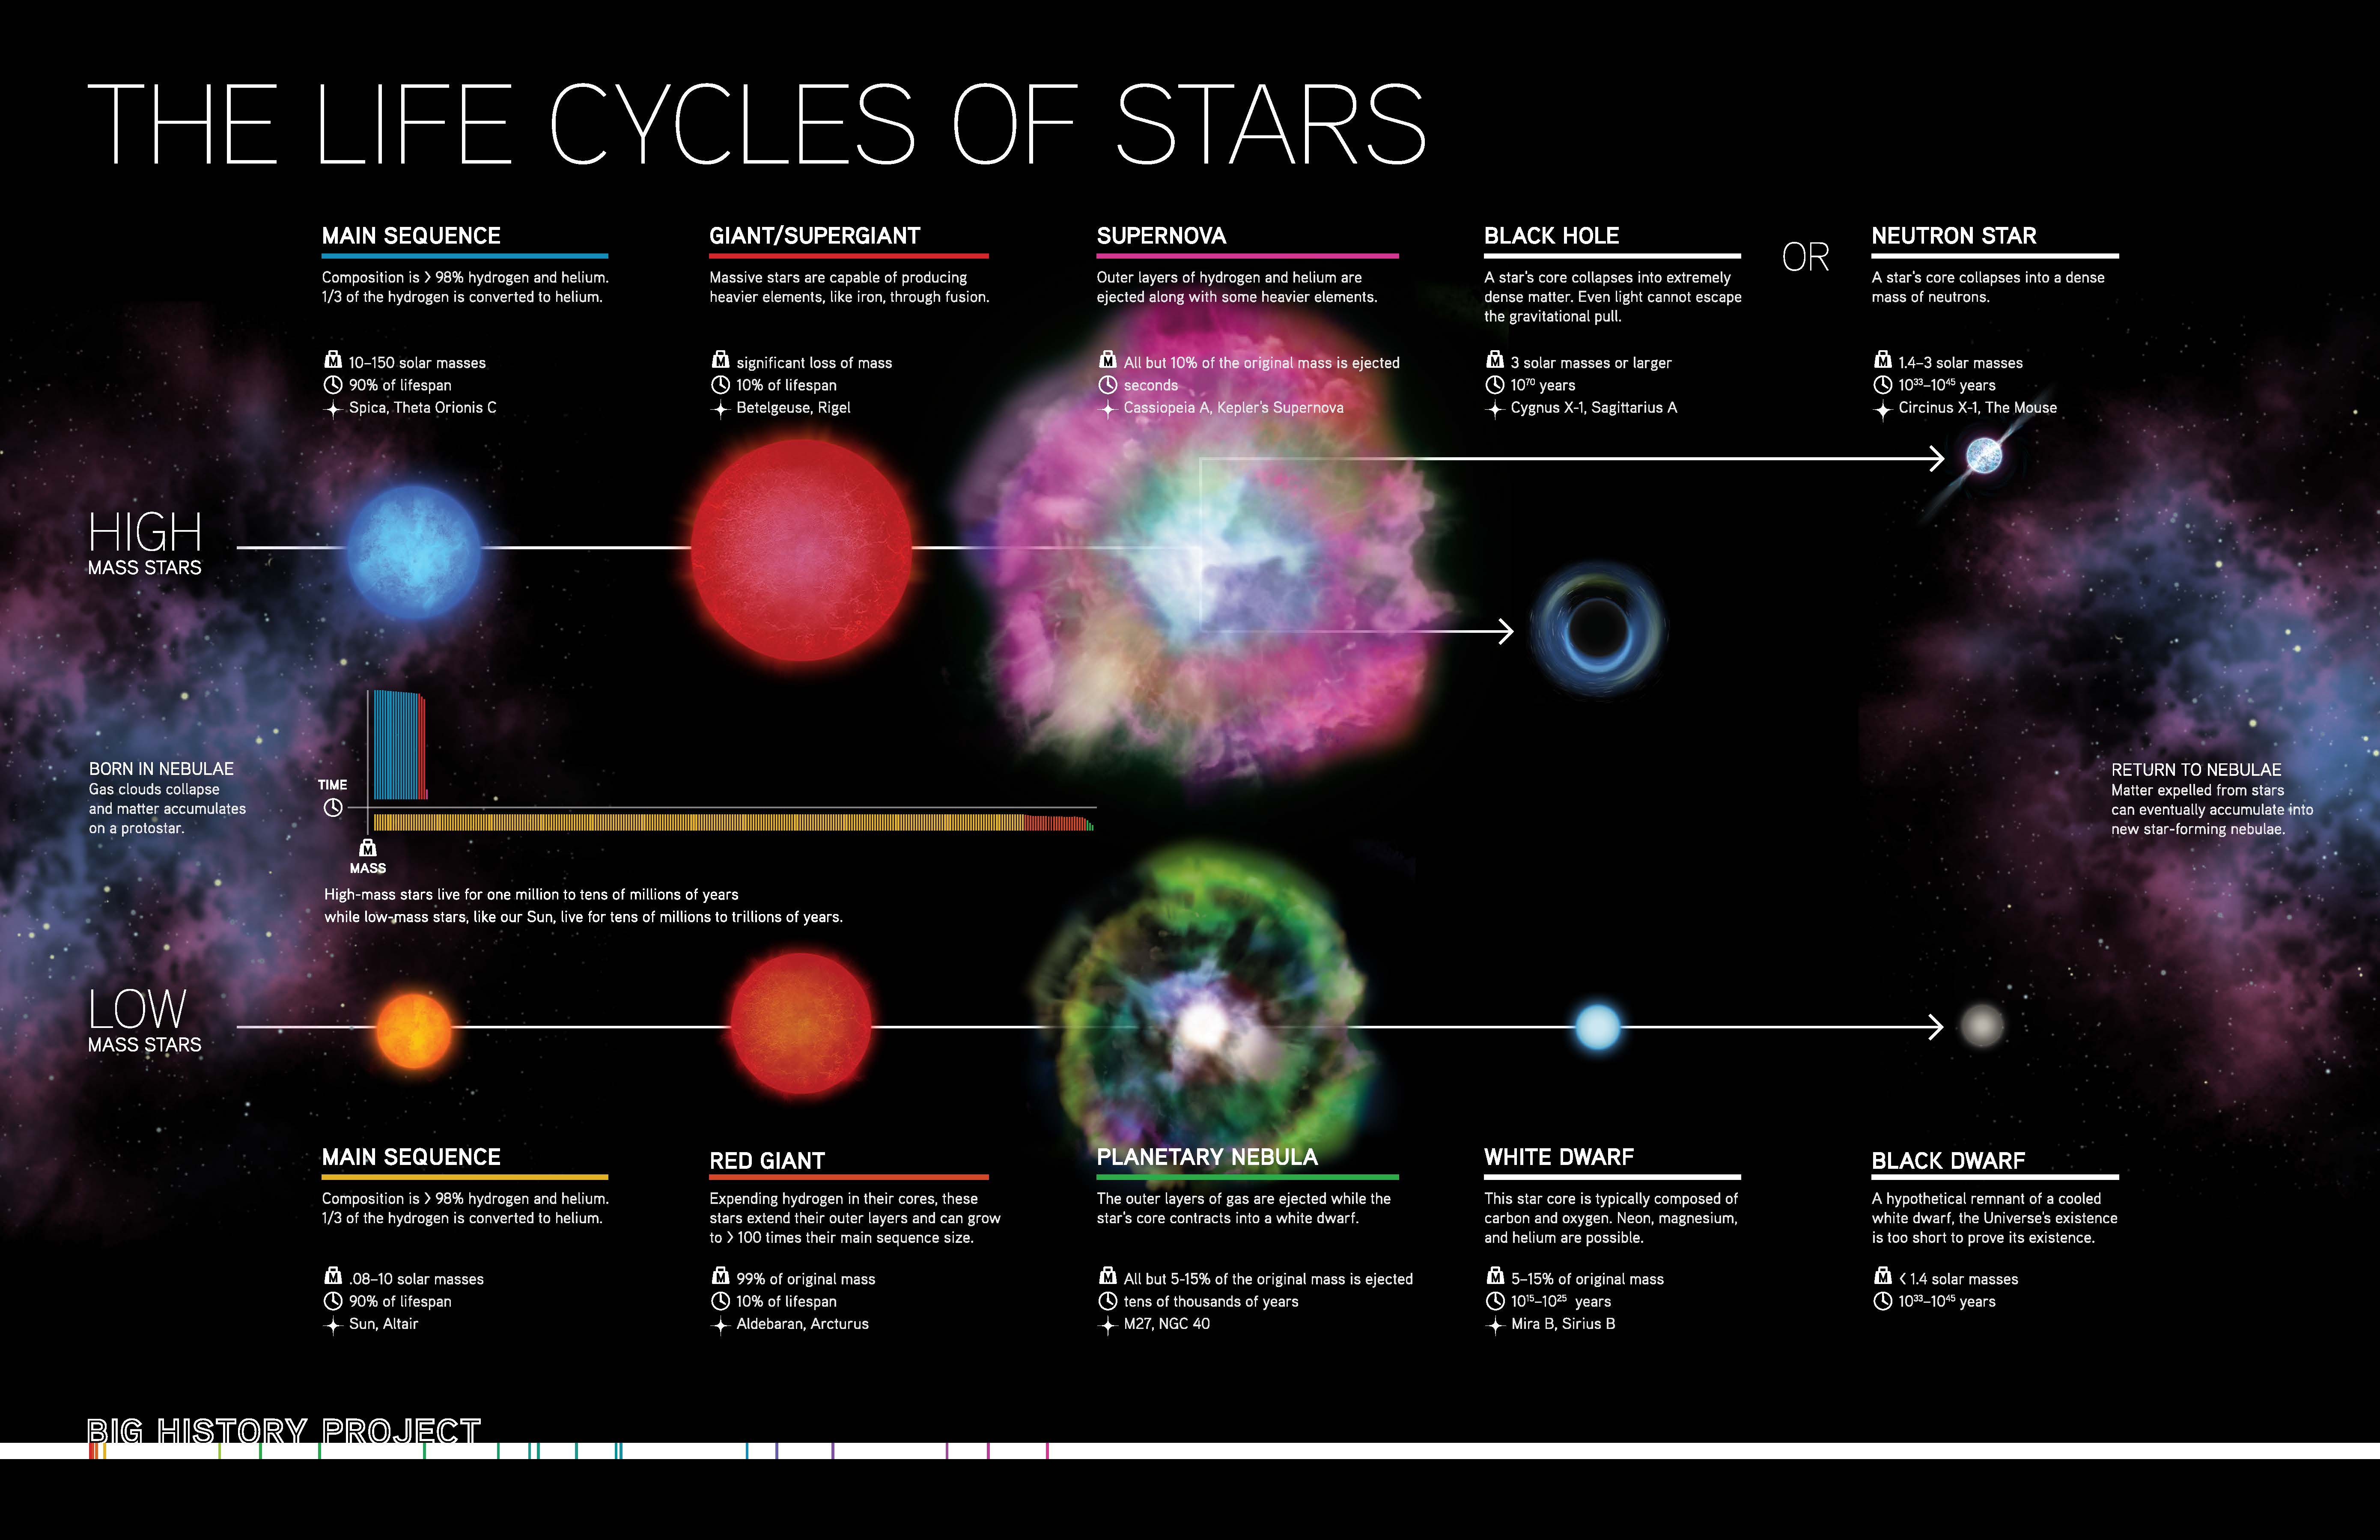 THE LIFE CYCLES OF STARS
MAIN SEQUENCE
Composition is > 98% hydrogen and helium.
1/3 of the hydrogen is converted to helium.
M 10–150 solar masses
90% of lifespan
Spica, Theta Orionis C
GIANT/SUPERGIANT
Massive stars are capable of producing
heavier elements, like iron, through fusion.
M significant loss of mass
10% of lifespan
Betelgeuse, Rigel
SUPERNOVA
Outer layers of hydrogen and helium are
ejected along with some heavier elements.
M All but 10% of the original mass is ejected
seconds
Cassiopeia A, Kepler's Supernova
BLACK HOLE
A star's core collapses into extremely
dense matter. Even light cannot escape
the gravitational pull.
M 3 solar masses or larger
10⁷⁰ years
Cygnus X-1, Sagittarius A
OR
NEUTRON STAR
A star's core collapses into a dense
mass of neutrons.
M 1.4–3 solar masses
10³³–10⁴⁵ years
Circinus X-1, The Mouse
HIGH
MASS STARS
BORN IN NEBULAE
Gas clouds collapse
and matter accumulates
on a protostar.
TIME
M
MASS
High-mass stars live for one million to tens of millions of years
while low-mass stars, like our Sun, live for tens of millions to trillions of years.
RETURN TO NEBULAE
Matter expelled from stars
can eventually accumulate into
new star-forming nebulae.
LOW
MASS STARS
MAIN SEQUENCE
Composition is > 98% hydrogen and helium.
1/3 of the hydrogen is converted to helium.
M .08–10 solar masses
90% of lifespan
Sun, Altair
RED GIANT
Expending hydrogen in their cores, these
stars extend their outer layers and can grow
to > 100 times their main sequence size.
M 99% of original mass
10% of lifespan
Aldebaran, Arcturus
PLANETARY NEBULA
The outer layers of gas are ejected while the
star's core contracts into a white dwarf.
M All but 5-15% of the original mass is ejected
tens of thousands of years
M27, NGC 40
WHITE DWARF
This star core is typically composed of
carbon and oxygen. Neon, magnesium,
and helium are possible.
M 5–15% of original mass
10¹⁵–10²⁵ years
Mira B, Sirius B
BLACK DWARF
A hypothetical remnant of a cooled
white dwarf, the Universe's existence
is too short to prove its existence.
M < 1.4 solar masses
10³³–10⁴⁵ years
BIG HISTORY PROJECT